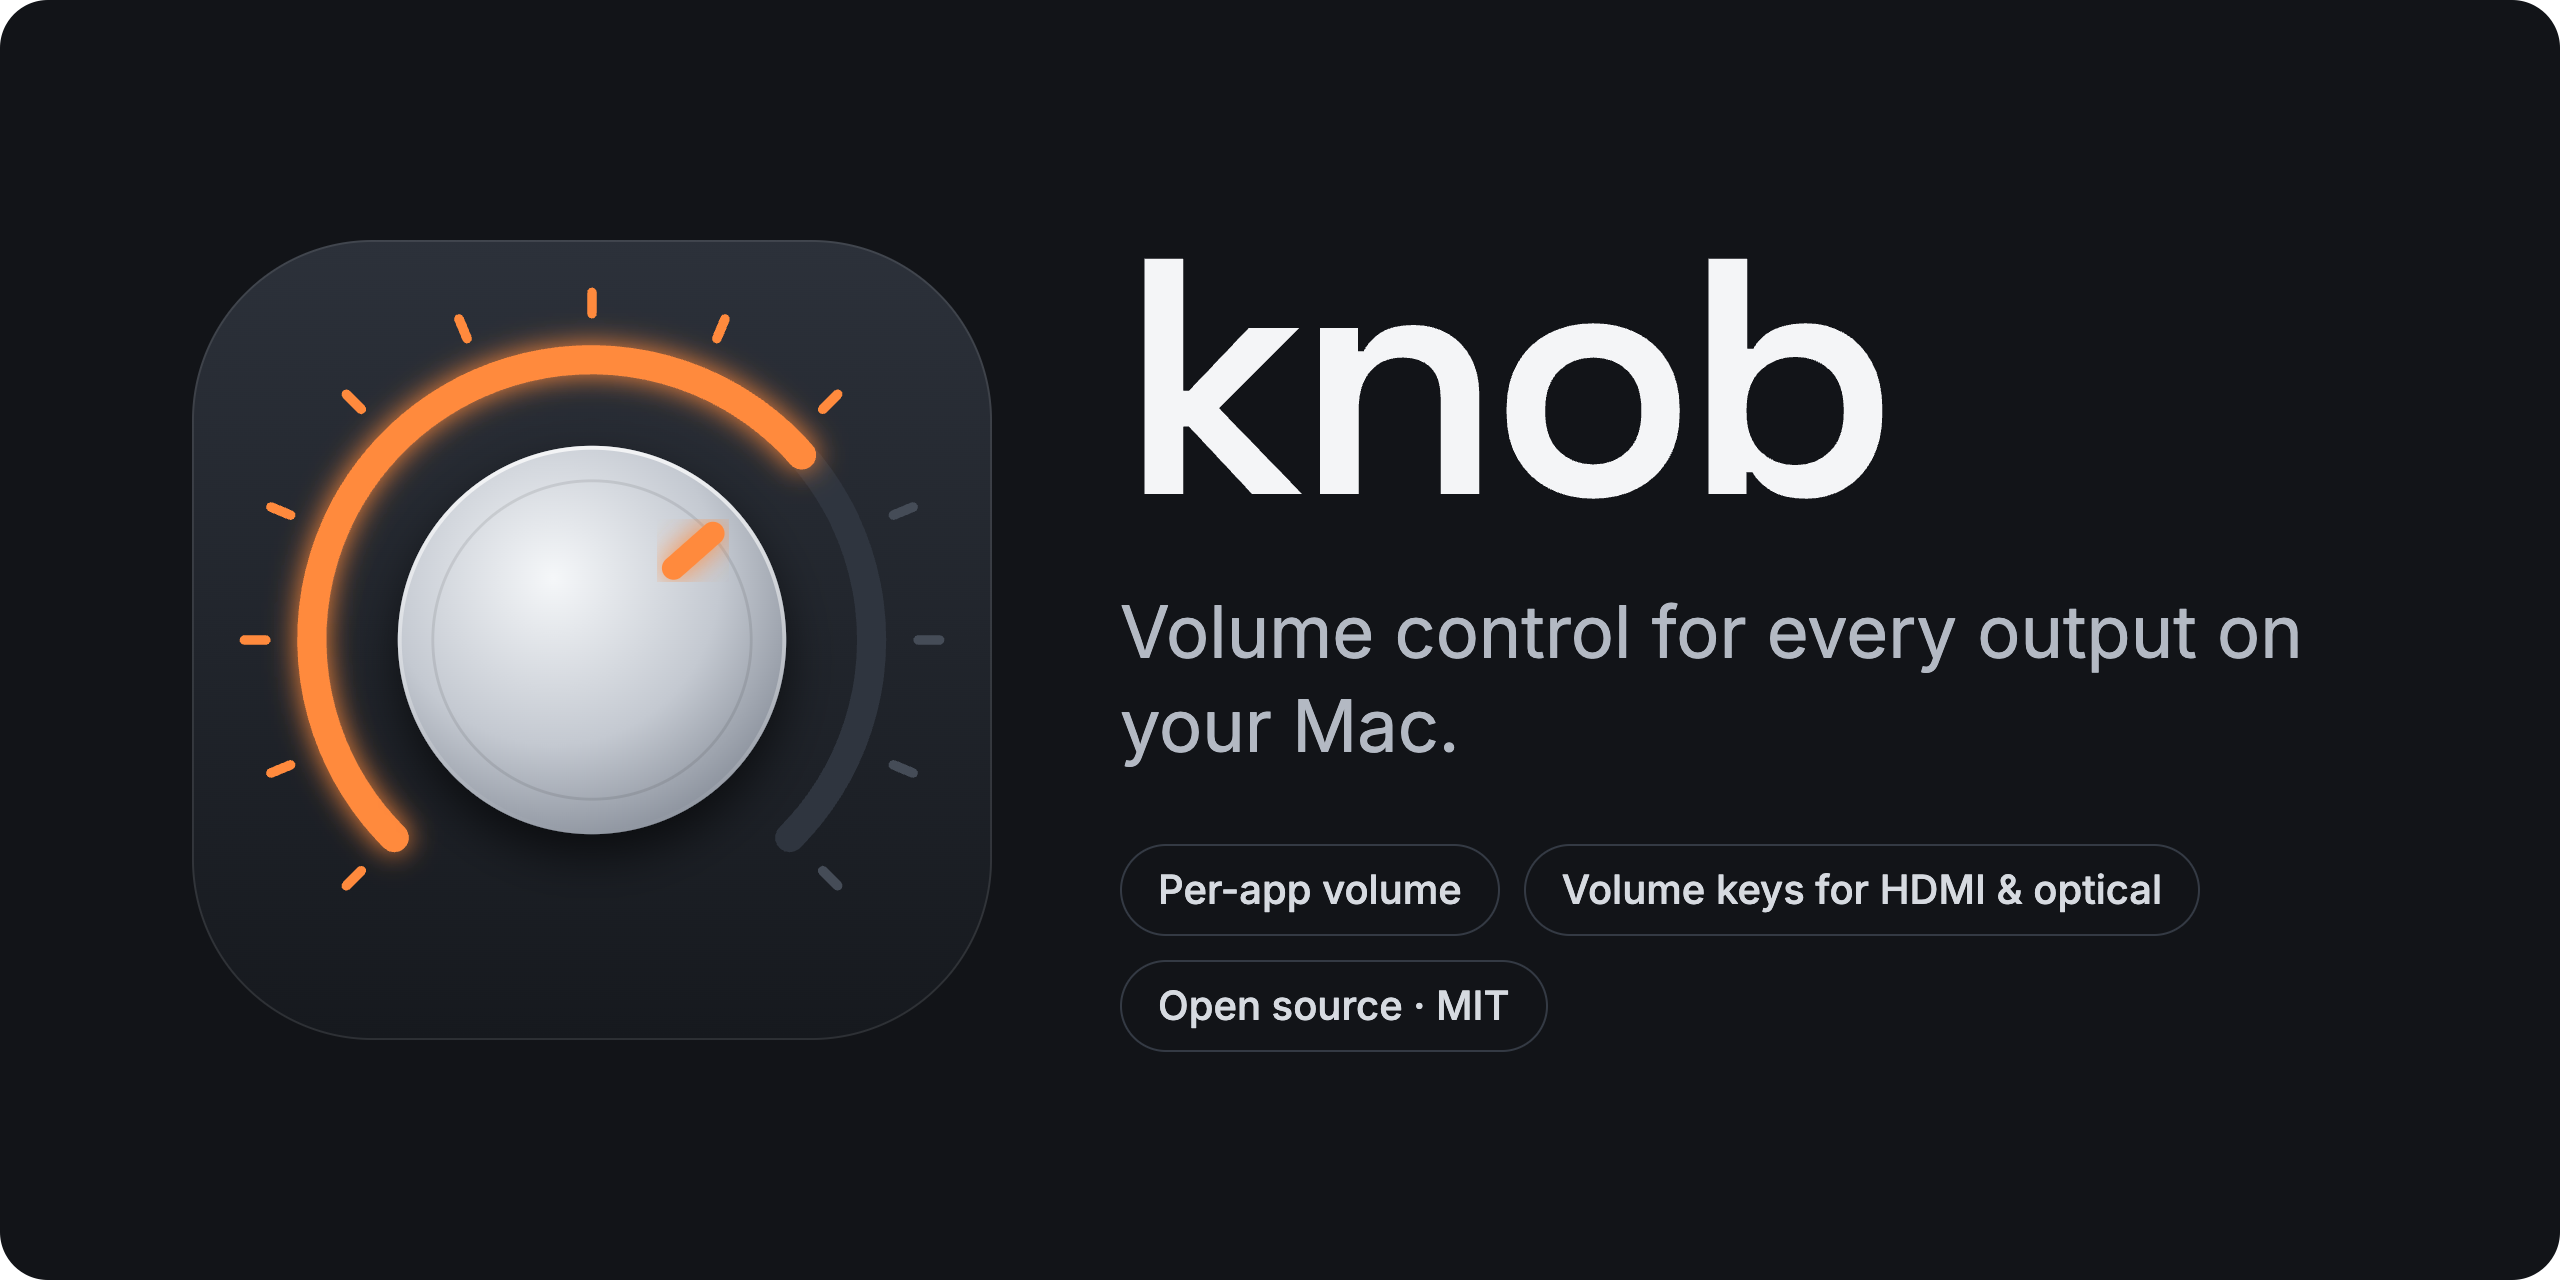 knob
Volume control for every output on
your Mac.
Per-app volume
Volume keys for HDMI & optical
Open source · MIT